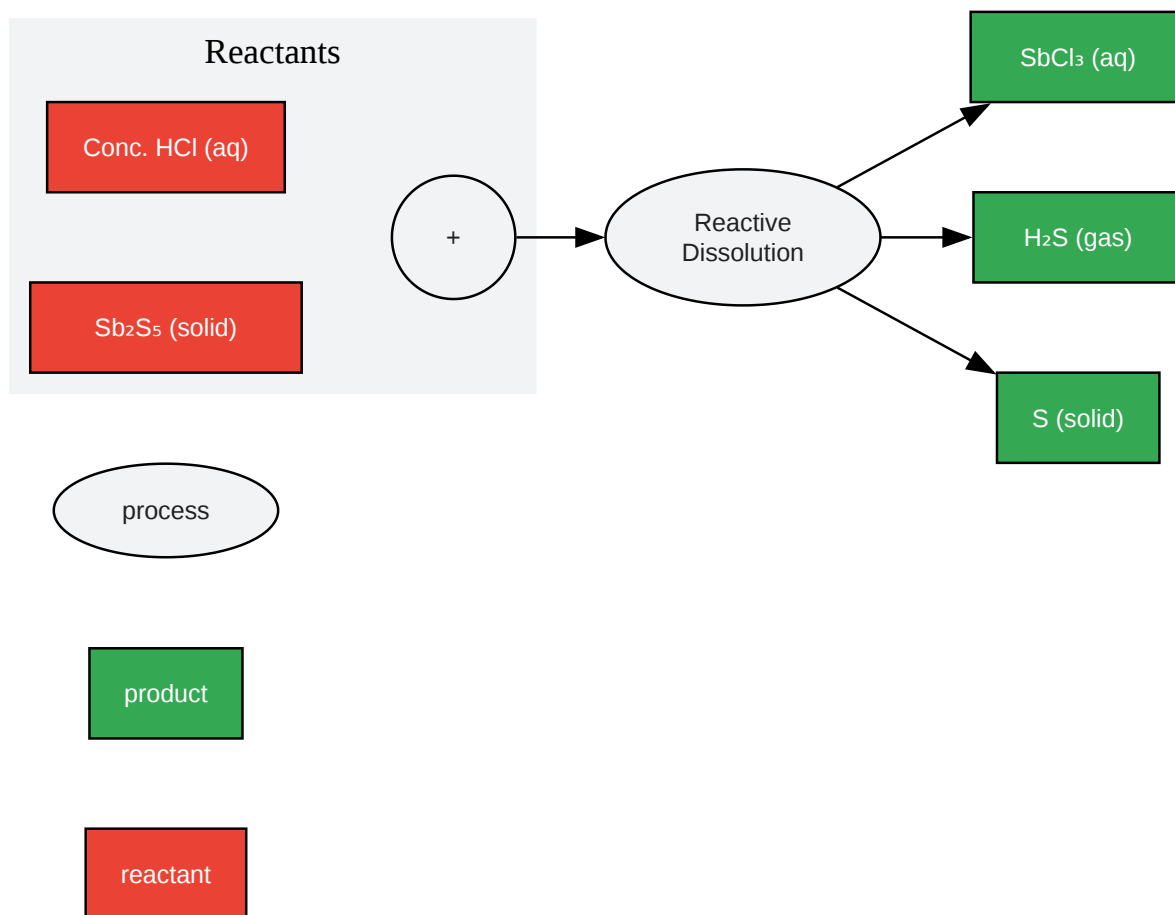 Reactants
Conc. HCl (aq)
Sb₂S₅ (solid)
+
Reactive
Dissolution
SbCl₃ (aq)
H₂S (gas)
S (solid)
process
product
reactant